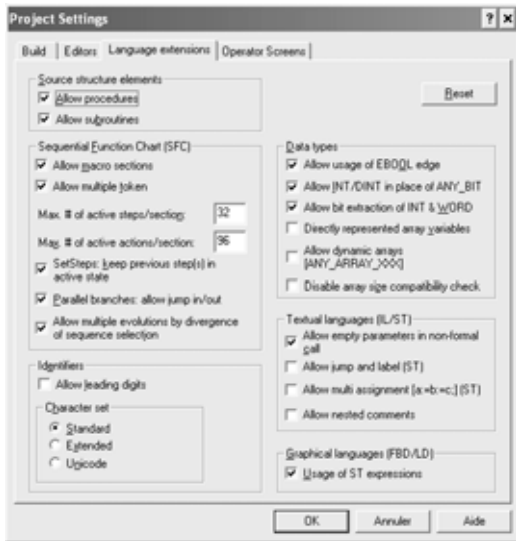 Project Settings
Build
Editors
Language extensions
Operator Screens
Source structure elements
Allow procedures
Allow subroutines
Reset
Sequential Function Chart (SFC)
Allow macro sections
Allow multiple token
Max. # of active steps/section:
32
Max. # of active actions/section:
96
SetSteps: keep previous step(s) in
active state
Parallel branches: allow jump in/out
Allow multiple evolutions by divergence
of sequence selection
Data types
Allow usage of EBOOL edge
Allow INT/DINT in place of ANY_BIT
Allow bit extraction of INT & WORD
Directly represented array variables
Allow dynamic arrays
[ANY_ARRAY_XXX]
Disable array size compatibility check.
Identifiers
Allow leading digits
Character set
Standard
Extended
Unicode
Textual languages (IL/ST)
Allow empty parameters in non-formal
call
Allow jump and label (ST)
Allow multi assignment [a:=b:=c;] (ST)
Allow nested comments
Graphical languages (FBD/LD)
Usage of ST expressions
OK
Annuler
Aide